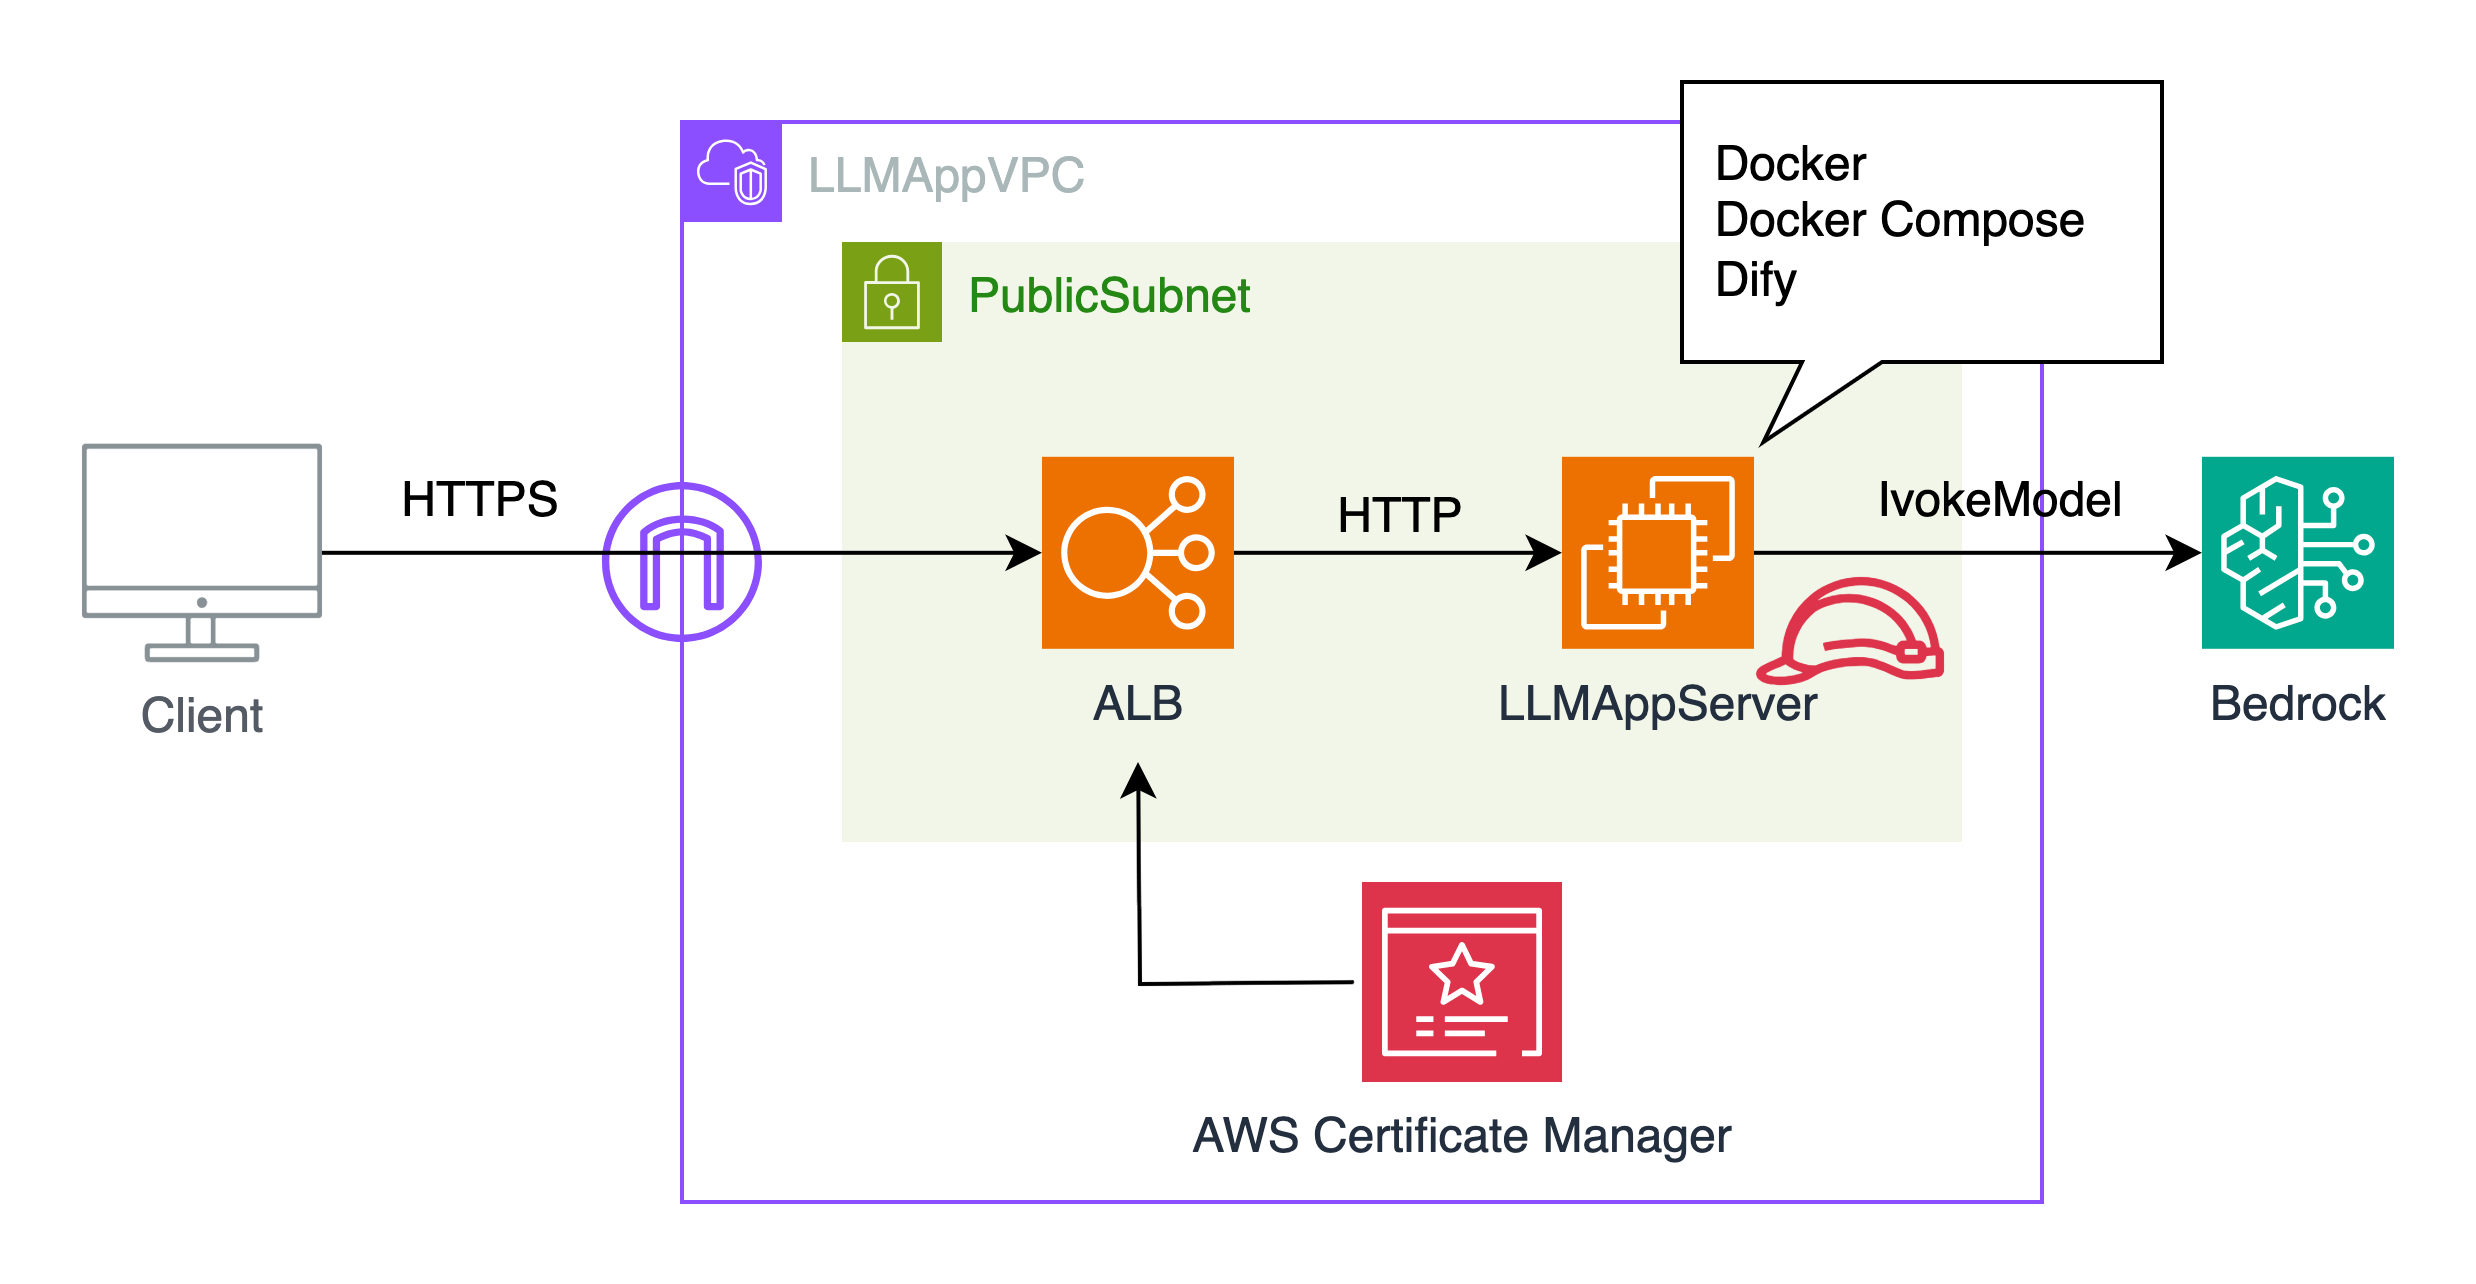 LLMAppVPC
PublicSubnet
Docker
Docker Compose
Dify
HTTPS
HTTP
IvokeModel
Client
ALB
LLMAppServer
Bedrock
AWS Certificate Manager